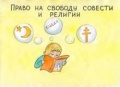 Право на свободу совести
и религии